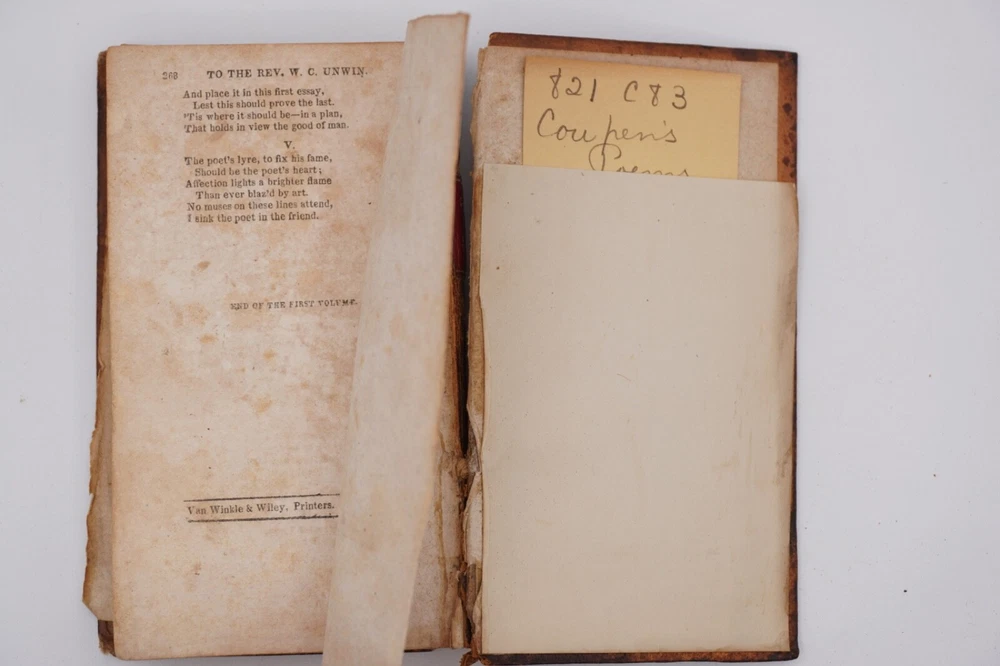 268 TO THE REV. W. C. UNWIN.
And place it in this first essay,
Lest this should prove the last.
'Tis where it should be—in a plan,
That holds in view the good of man.
V.
The poet's lyre, to fix his fame,
Should be the poet's heart;
Affection lights a brighter flame
Than ever blaz'd by art.
No muses on these lines attend,
I sink the poet in the friend.
END OF THE FIRST VOLUME.
Van Winkle & Wiley, Printers.
821 C83
Couper's
Poems